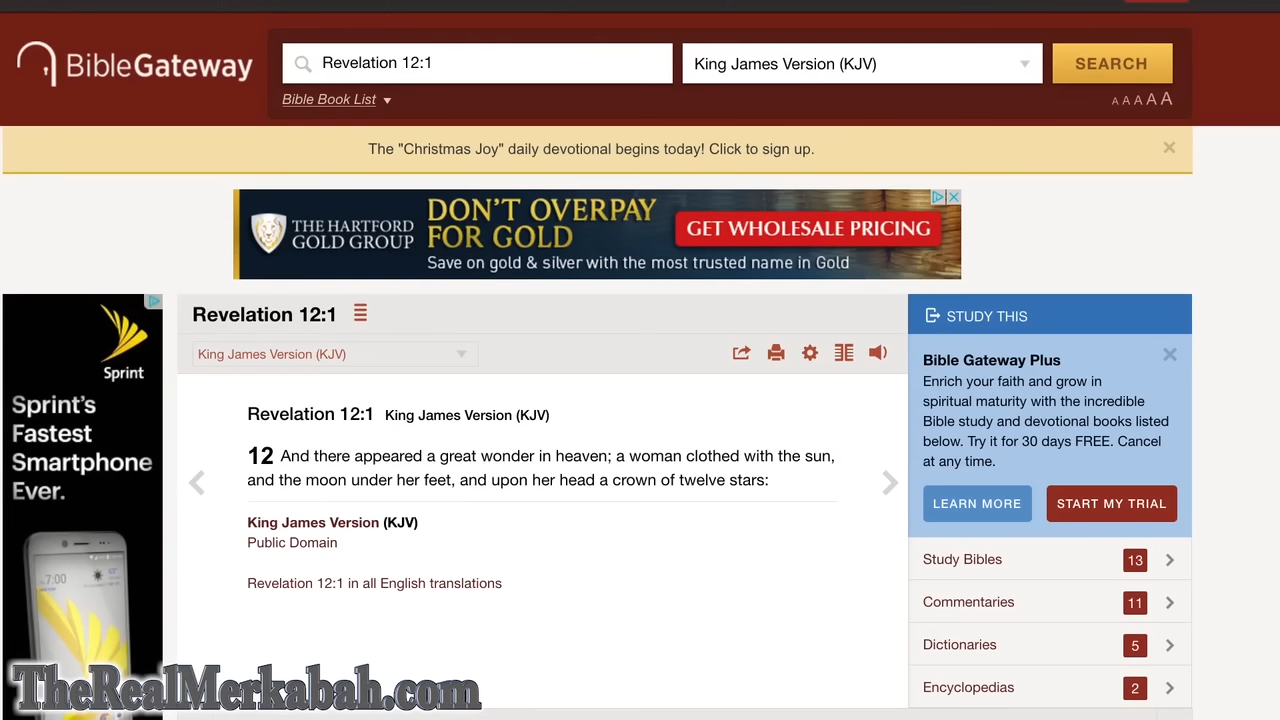 BibleGateway
Revelation 12:1
King James Version (KJV)
SEARCH
Bible Book List
A A A A A
The "Christmas Joy" daily devotional begins today! Click to sign up.
THE HARTFORD
GOLD GROUP
DON'T OVERPAY
FOR GOLD
GET WHOLESALE PRICING
Save on gold & silver with the most trusted name in Gold
Sprint
Sprint's
Fastest
Smartphone
Ever.
7:00
Revelation 12:1
King James Version (KJV)
Revelation 12:1 King James Version (KJV)
12 And there appeared a great wonder in heaven; a woman clothed with the sun,
and the moon under her feet, and upon her head a crown of twelve stars:
King James Version (KJV)
Public Domain
Revelation 12:1 in all English translations
STUDY THIS
Bible Gateway Plus
Enrich your faith and grow in
spiritual maturity with the incredible
Bible study and devotional books listed
below. Try it for 30 days FREE. Cancel
at any time.
LEARN MORE
START MY TRIAL
Study Bibles 13
Commentaries 11
Dictionaries 5
Encyclopedias 2
TheRealMerkabah.com